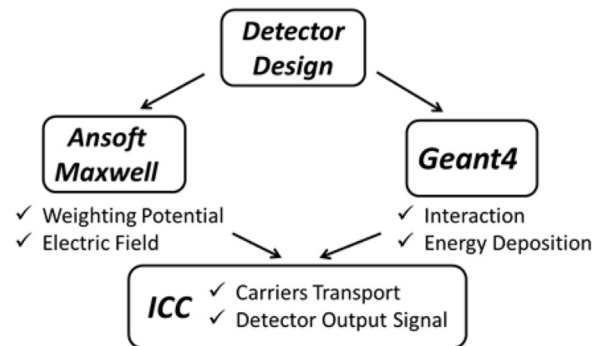 Detector
Design
Ansoft
Maxwell
Geant4
✓ Weighting Potential
✓ Electric Field
✓ Interaction
✓ Energy Deposition
ICC
✓ Carriers Transport
✓ Detector Output Signal